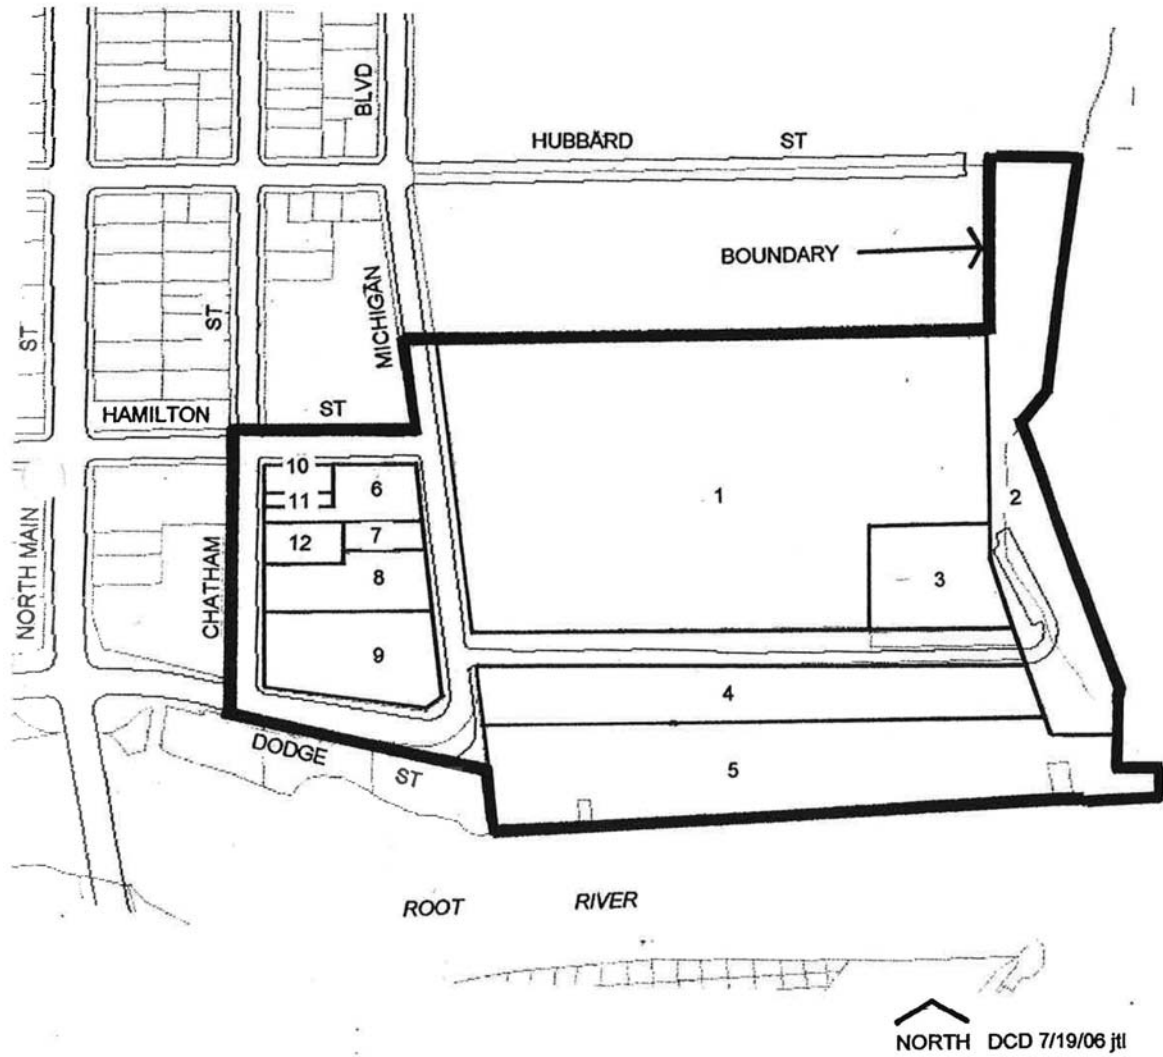 BLVD
HUBBARD ST
BOUNDARY
MICHIGAN
ST
ST
HAMILTON ST
10
6
11
1
2
12
7
3
8
NORTH MAIN
CHATHAM
9
4
DODGE ST
5
ROOT RIVER
NORTH DCD 7/19/06 jtl